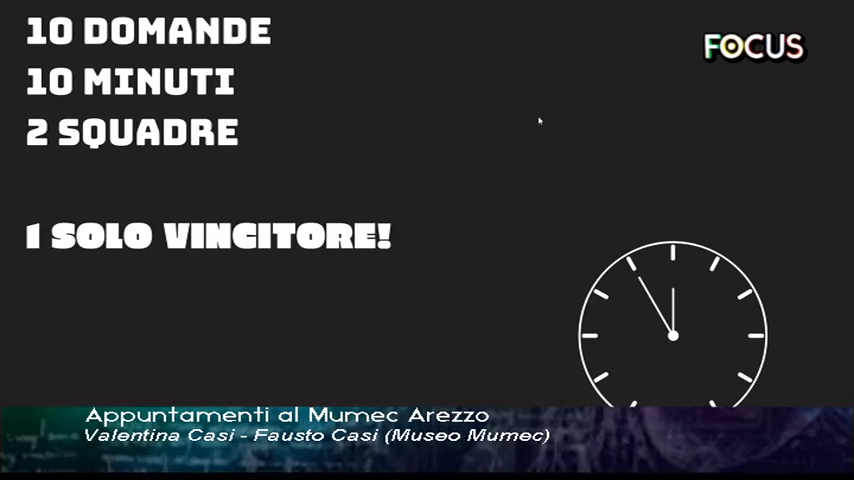 10 DOMANDE
10 MINUTI
2 SQUADRE
1 SOLO VINCITORE!
FOCUS
Appuntamenti al Mumec Arezzo
Valentina Casi - Fausto Casi (Museo Mumec)